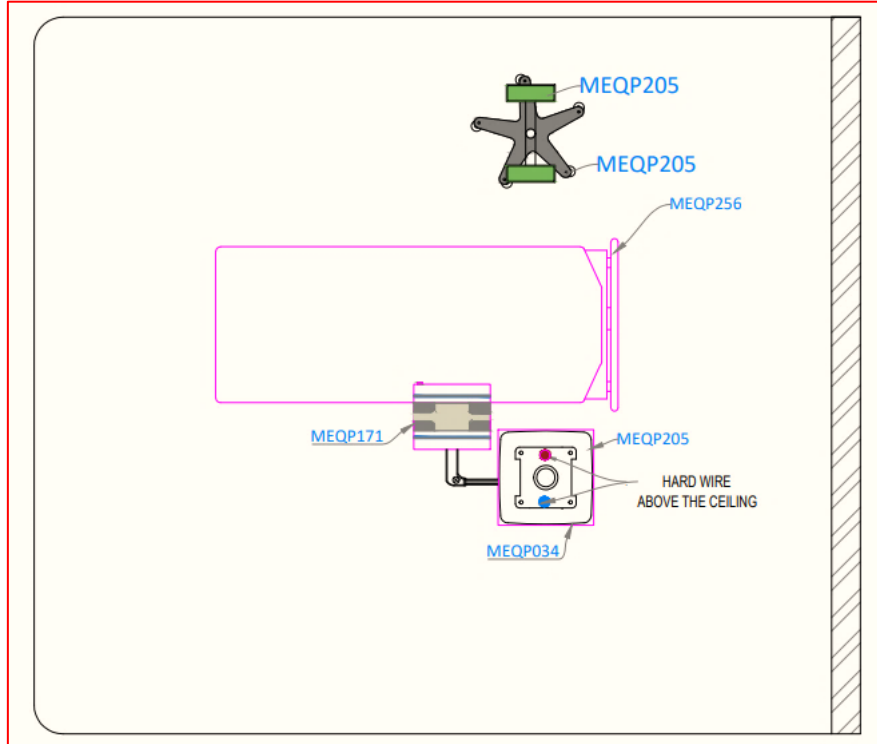 MEQP205
MEQP205
MEQP256
MEQP171
MEQP205
HARD WIRE
ABOVE THE CEILING
MEQP034